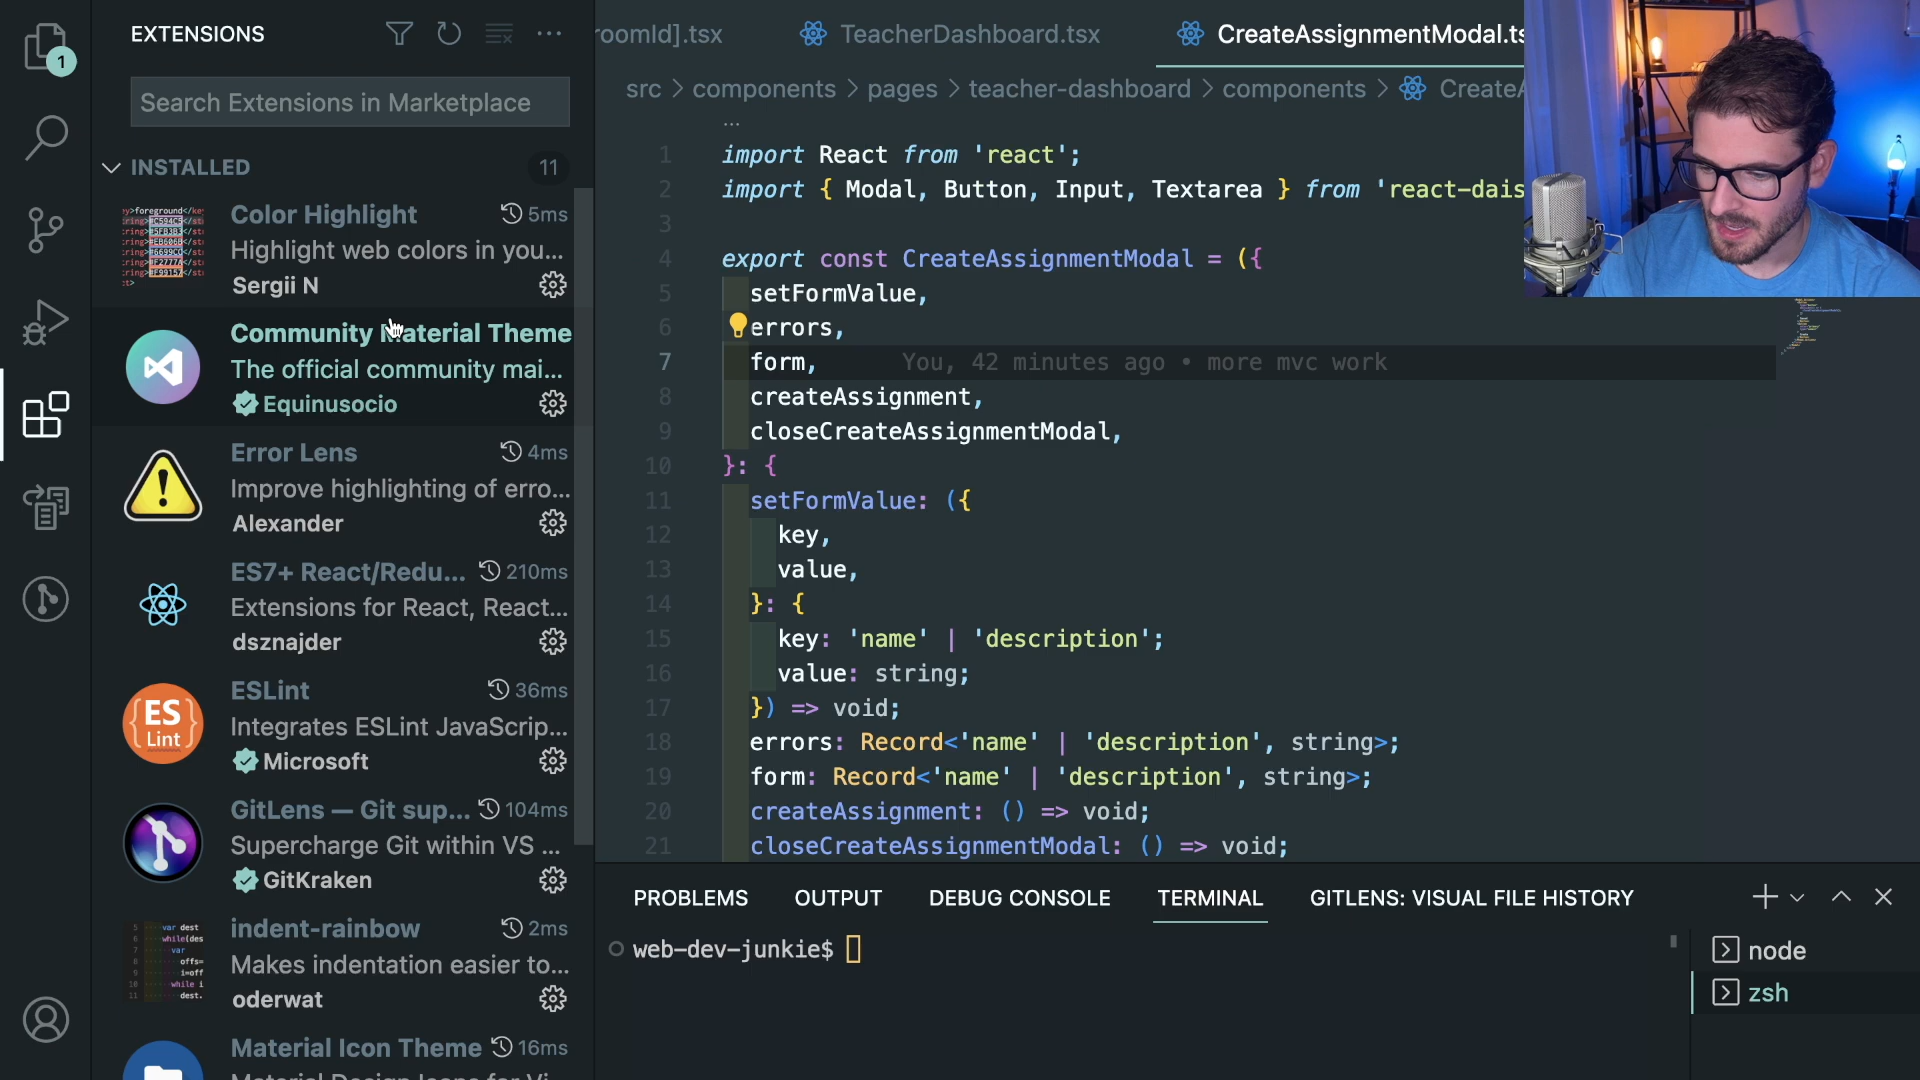 EXTENSIONS
roomId].tsx
TeacherDashboard.tsx
CreateAssignmentModal.ts
1
Search Extensions in Marketplace
src > components > pages > teacher-dashboard > components > CreateA
...
INSTALLED
11
Color Highlight
5ms
Highlight web colors in you...
Sergii N
Community Material Theme
The official community mai...
Equinusocio
Error Lens
4ms
Improve highlighting of erro...
Alexander
ES7+ React/Redu...
210ms
Extensions for React, React...
dsznajder
ES
Lint
ESLint
36ms
Integrates ESLint JavaScrip...
Microsoft
GitLens — Git sup...
104ms
Supercharge Git within VS ...
GitKraken
indent-rainbow
2ms
Makes indentation easier to...
oderwat
Material Icon Theme
16ms
1 import React from 'react';
2 import { Modal, Button, Input, Textarea } from 'react-dais
3
4 export const CreateAssignmentModal = ({
5 setFormValue,
6 errors,
7 form, You, 42 minutes ago • more mvc work
8 createAssignment,
9 closeCreateAssignmentModal,
10 }: {
11 setFormValue: ({
12 key,
13 value,
14 }: {
15 key: 'name' | 'description';
16 value: string;
17 }) => void;
18 errors: Record<'name' | 'description', string>;
19 form: Record<'name' | 'description', string>;
20 createAssignment: () => void;
21 closeCreateAssignmentModal: () => void;
PROBLEMS
OUTPUT
DEBUG CONSOLE
TERMINAL
GITLENS: VISUAL FILE HISTORY
web-dev-junkie$
node
zsh